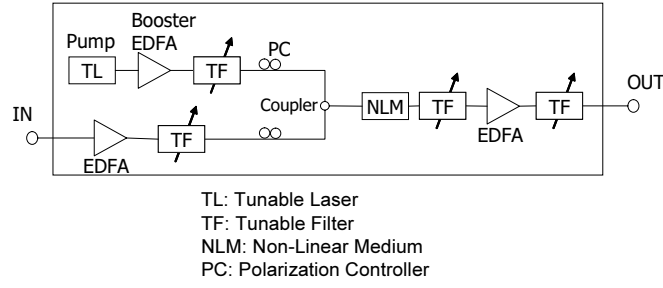 Booster
Pump EDFA
TL
TF
PC
Coupler
IN
EDFA
TF
NLM
TF
EDFA
TF
OUT
TL: Tunable Laser
TF: Tunable Filter
NLM: Non-Linear Medium
PC: Polarization Controller